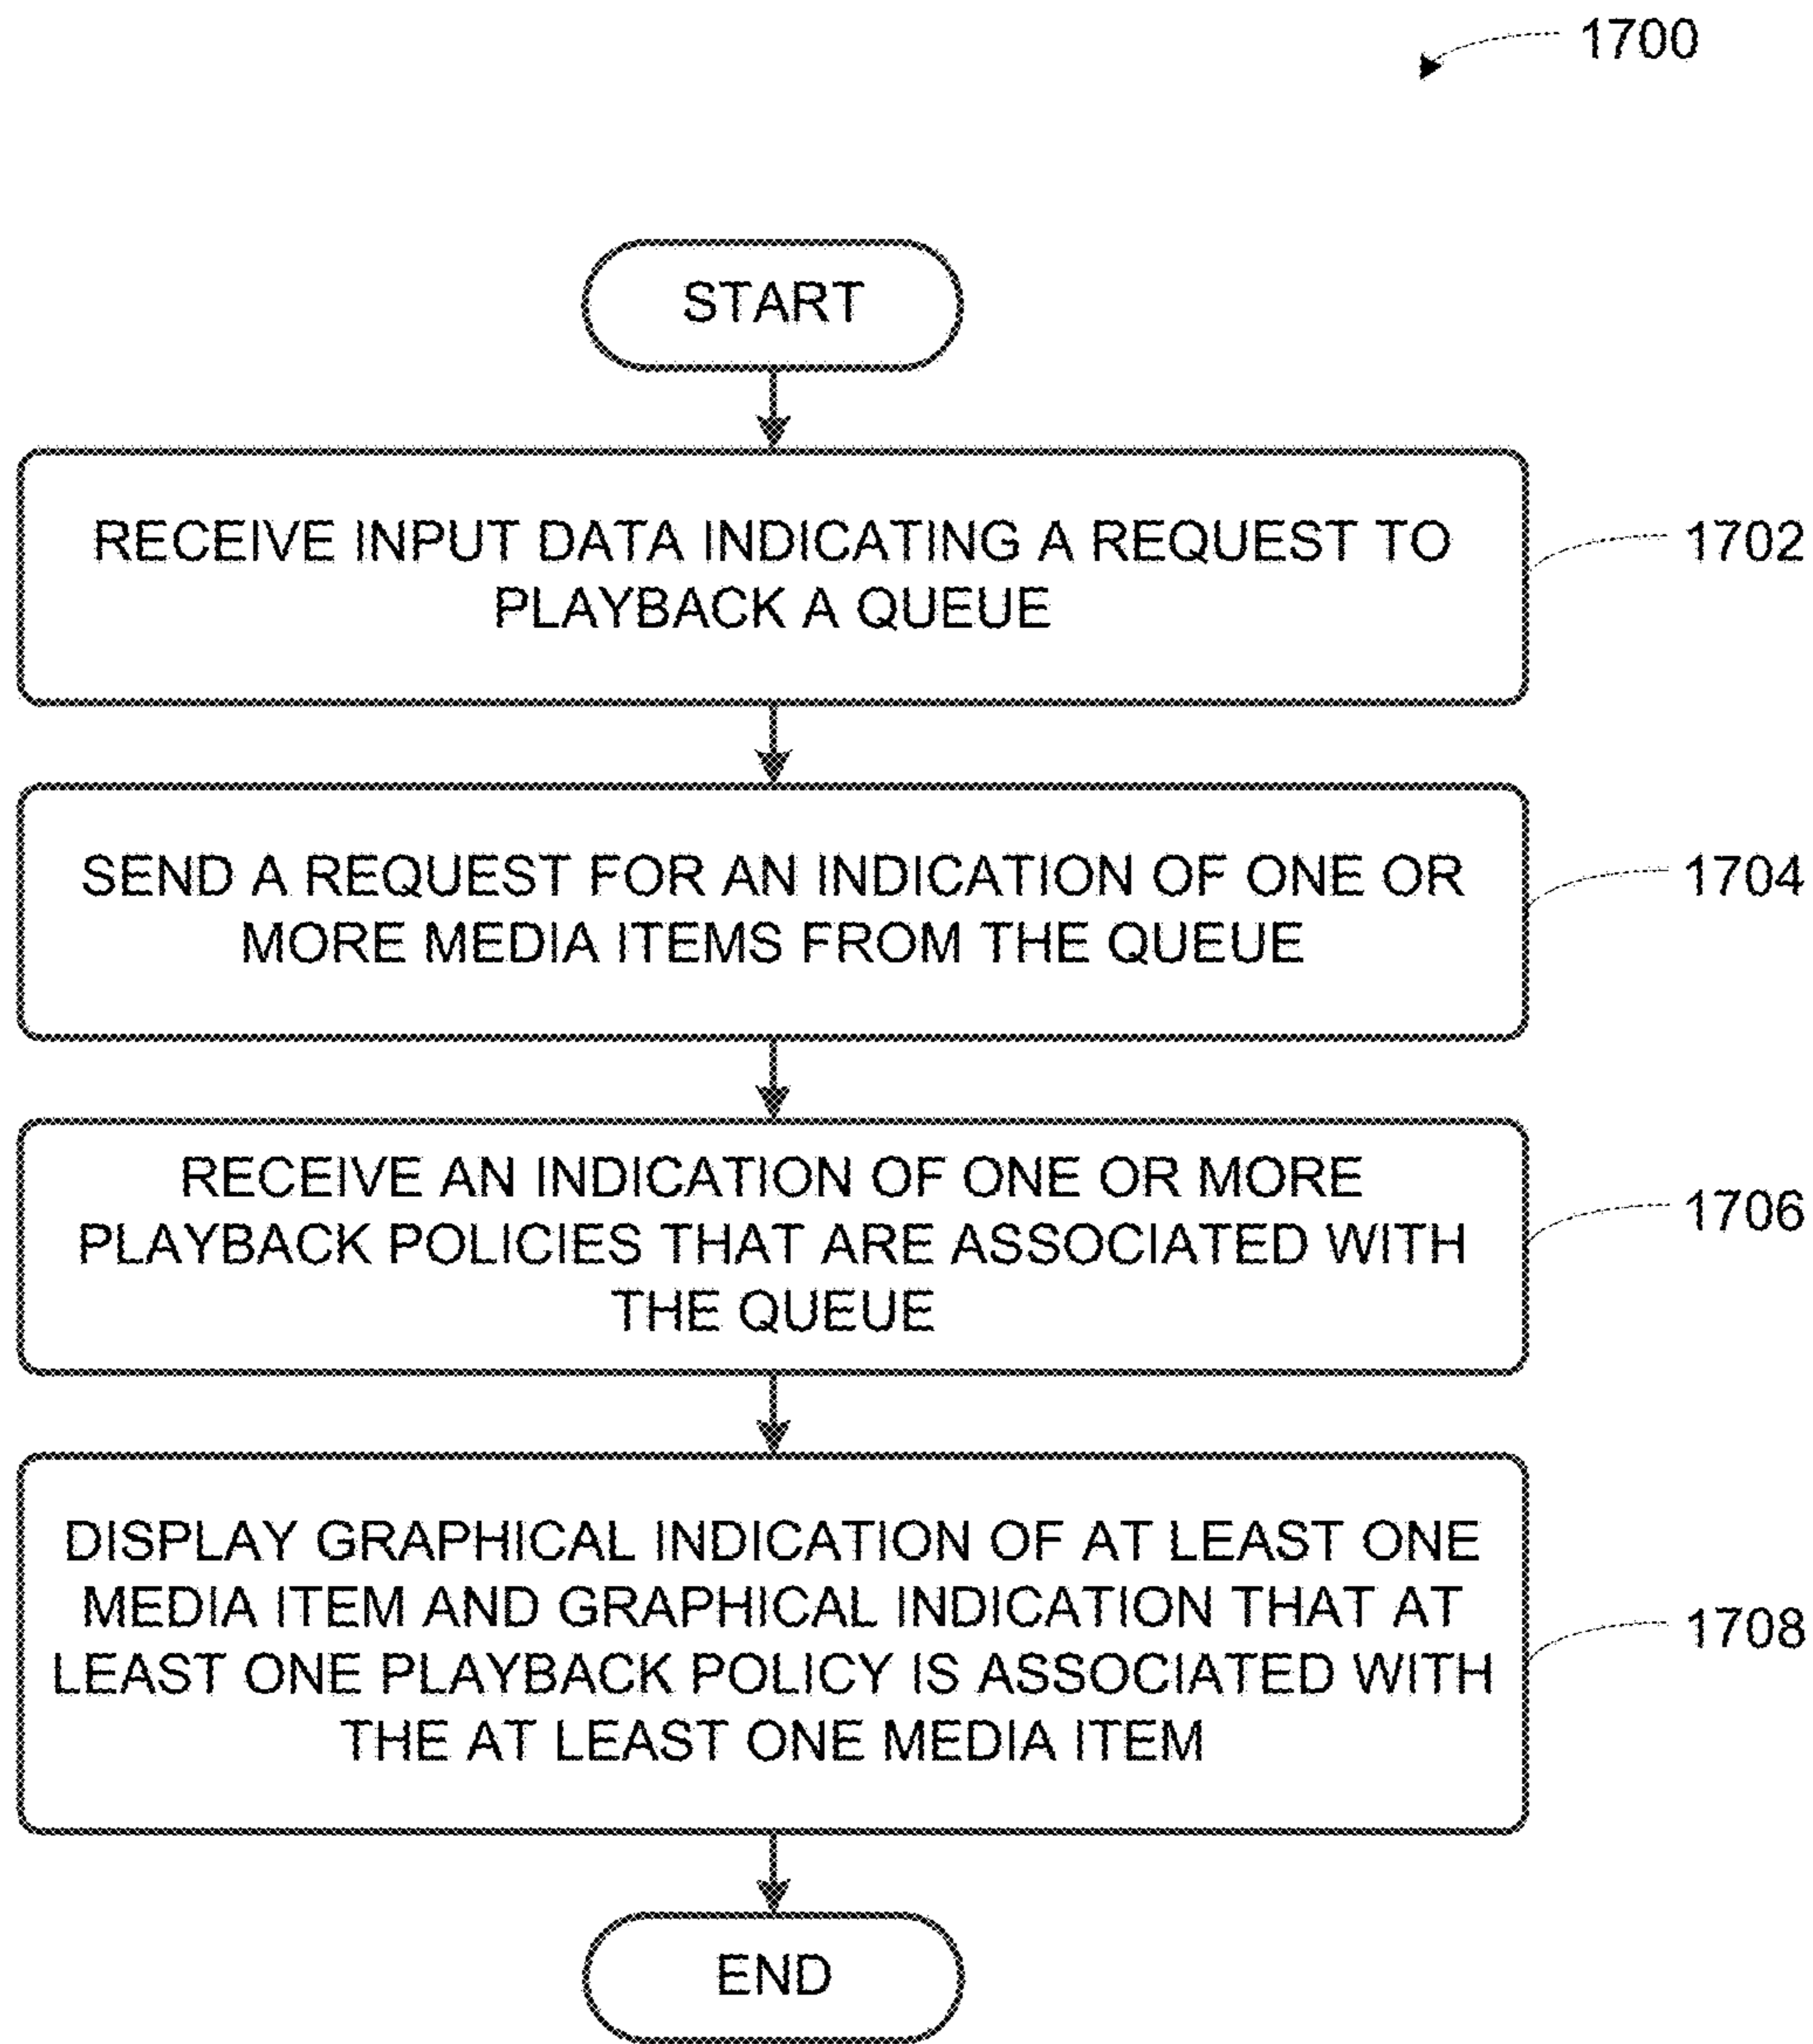 1700
START
RECEIVE INPUT DATA INDICATING A REQUEST TO
PLAYBACK A QUEUE
1702
SEND A REQUEST FOR AN INDICATION OF ONE OR
MORE MEDIA ITEMS FROM THE QUEUE
1704
RECEIVE AN INDICATION OF ONE OR MORE
PLAYBACK POLICIES THAT ARE ASSOCIATED WITH
THE QUEUE
1706
DISPLAY GRAPHICAL INDICATION OF AT LEAST ONE
MEDIA ITEM AND GRAPHICAL INDICATION THAT AT
LEAST ONE PLAYBACK POLICY IS ASSOCIATED WITH
THE AT LEAST ONE MEDIA ITEM
1708
END